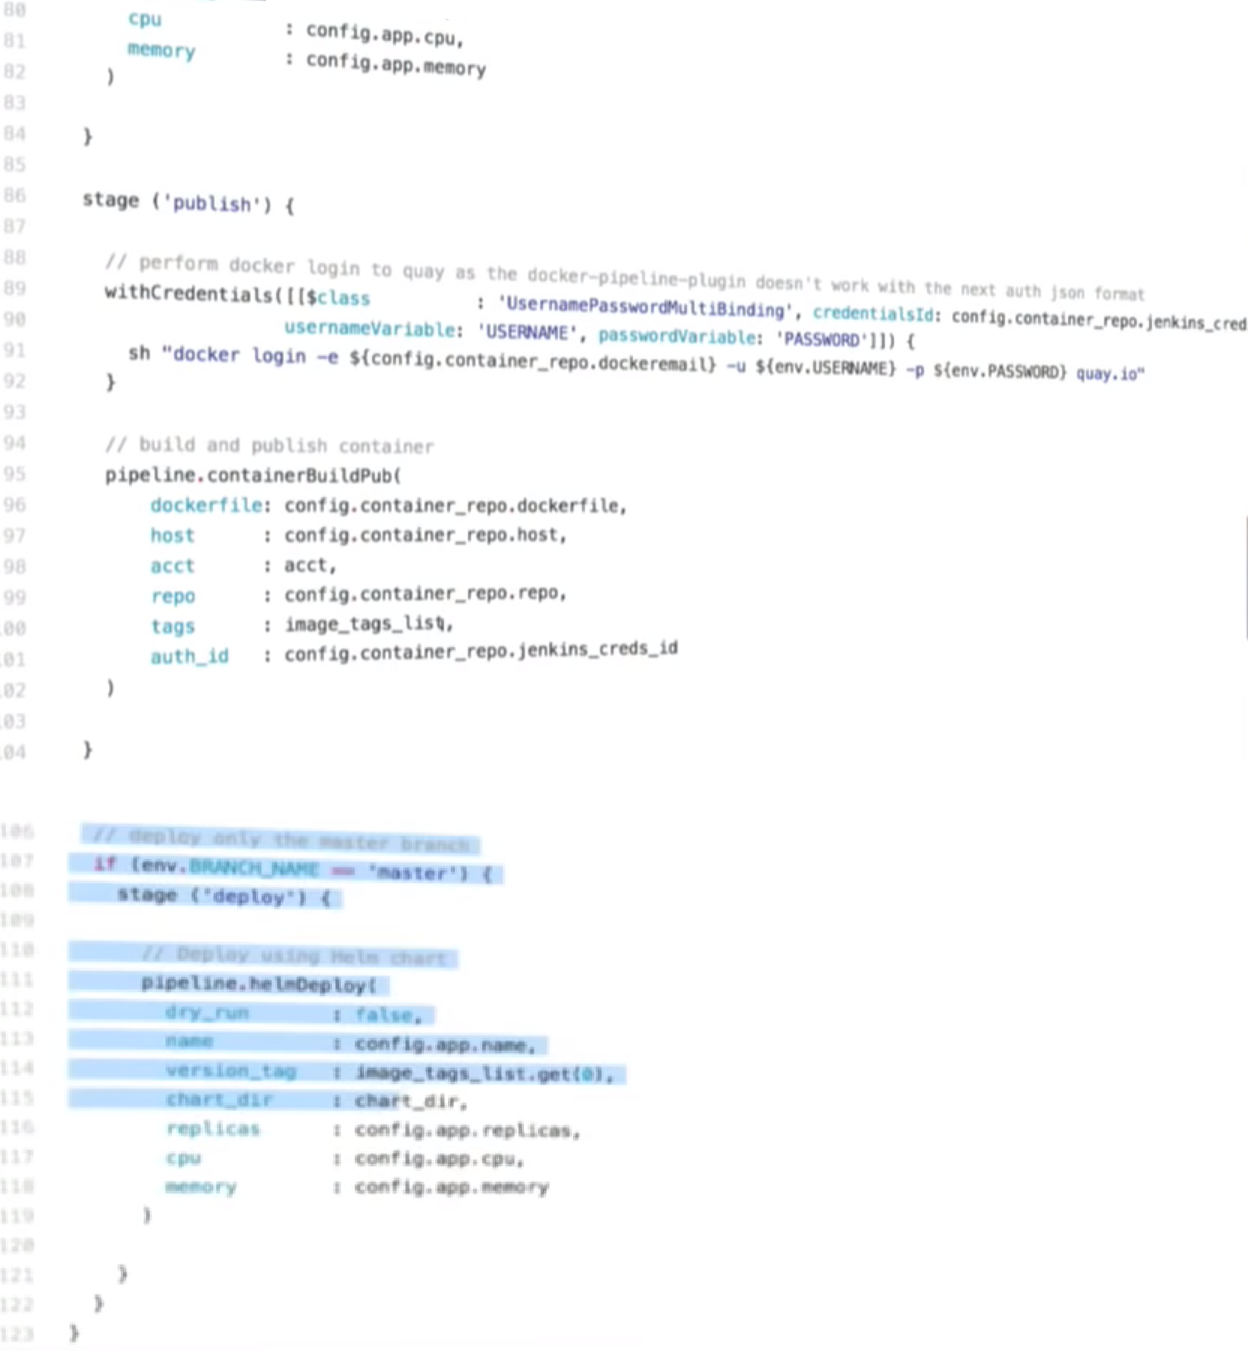 80
81 cpu : config.app.cpu,
82 memory : config.app.memory
)
83
84 }
85
86 stage ('publish') {
87
88 // perform docker login to quay as the docker-pipeline-plugin doesn't work with the next auth json format
89 withCredentials([[$class : 'UsernamePasswordMultiBinding', credentialsId: config.container_repo.jenkins_cred
90 usernameVariable: 'USERNAME', passwordVariable: 'PASSWORD']]) {
91 sh "docker login -e ${config.container_repo.dockeremail} -u ${env.USERNAME} -p ${env.PASSWORD} quay.io"
92 }
93
94 // build and publish container
95 pipeline.containerBuildPub(
96 dockerfile: config.container_repo.dockerfile,
97 host : config.container_repo.host,
98 acct : acct,
99 repo : config.container_repo.repo,
00 tags : image_tags_list,
01 auth_id : config.container_repo.jenkins_creds_id
02 )
03
04 }
106 // deploy only the master branch
107 if (env.BRANCH_NAME == 'master') {
108 stage ('deploy') {
109
110 // Deploy using Helm chart
111 pipeline.helmDeploy(
112 dry_run : false,
113 name : config.app.name,
114 version_tag : image_tags_list.get(0),
115 chart_dir : chart_dir,
116 replicas : config.app.replicas,
117 cpu : config.app.cpu,
118 memory : config.app.memory
119 )
120
121 }
122 }
123 }